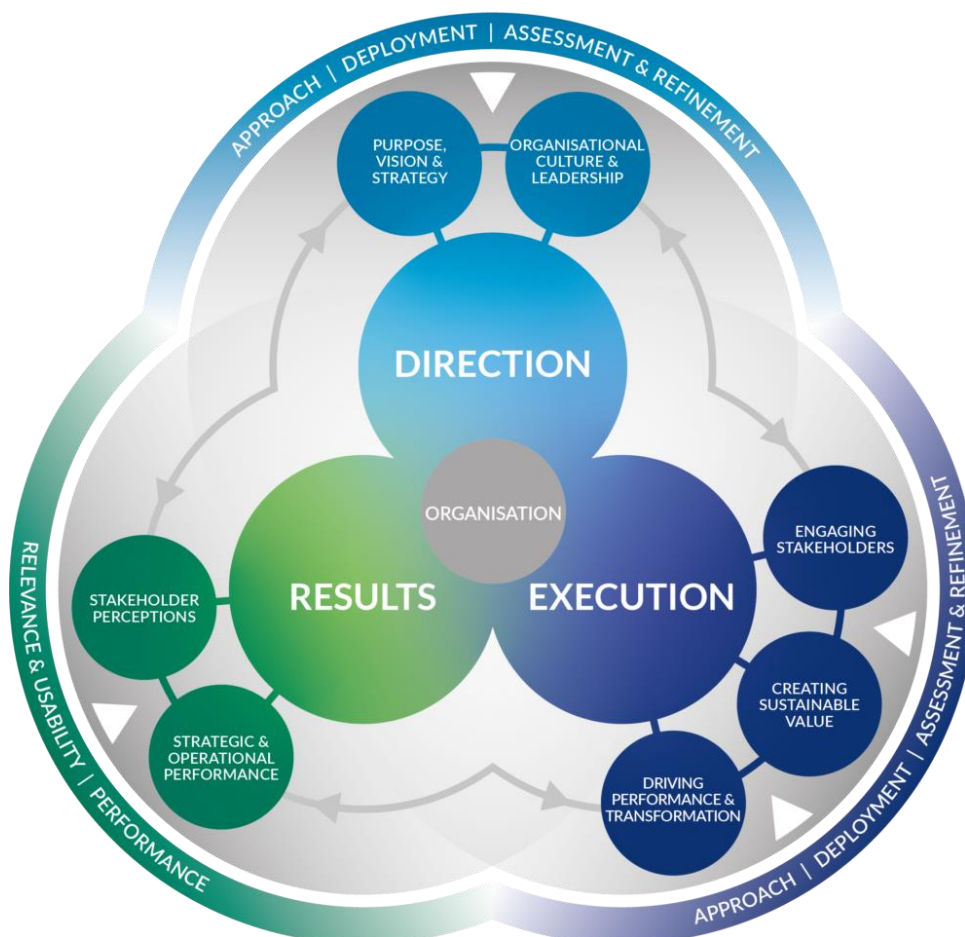 APPROACH | DEPLOYMENT | ASSESSMENT & REFINEMENT
PURPOSE,
VISION &
STRATEGY
ORGANISATIONAL
CULTURE &
LEADERSHIP
DIRECTION
ORGANISATION
RESULTS
EXECUTION
ENGAGING
STAKEHOLDERS
CREATING
SUSTAINABLE
VALUE
DRIVING
PERFORMANCE &
TRANSFORMATION
APPROACH | DEPLOYMENT | ASSESSMENT & REFINEMENT
STAKEHOLDER
PERCEPTIONS
STRATEGIC &
OPERATIONAL
PERFORMANCE
RELEVANCE & USABILITY | PERFORMANCE